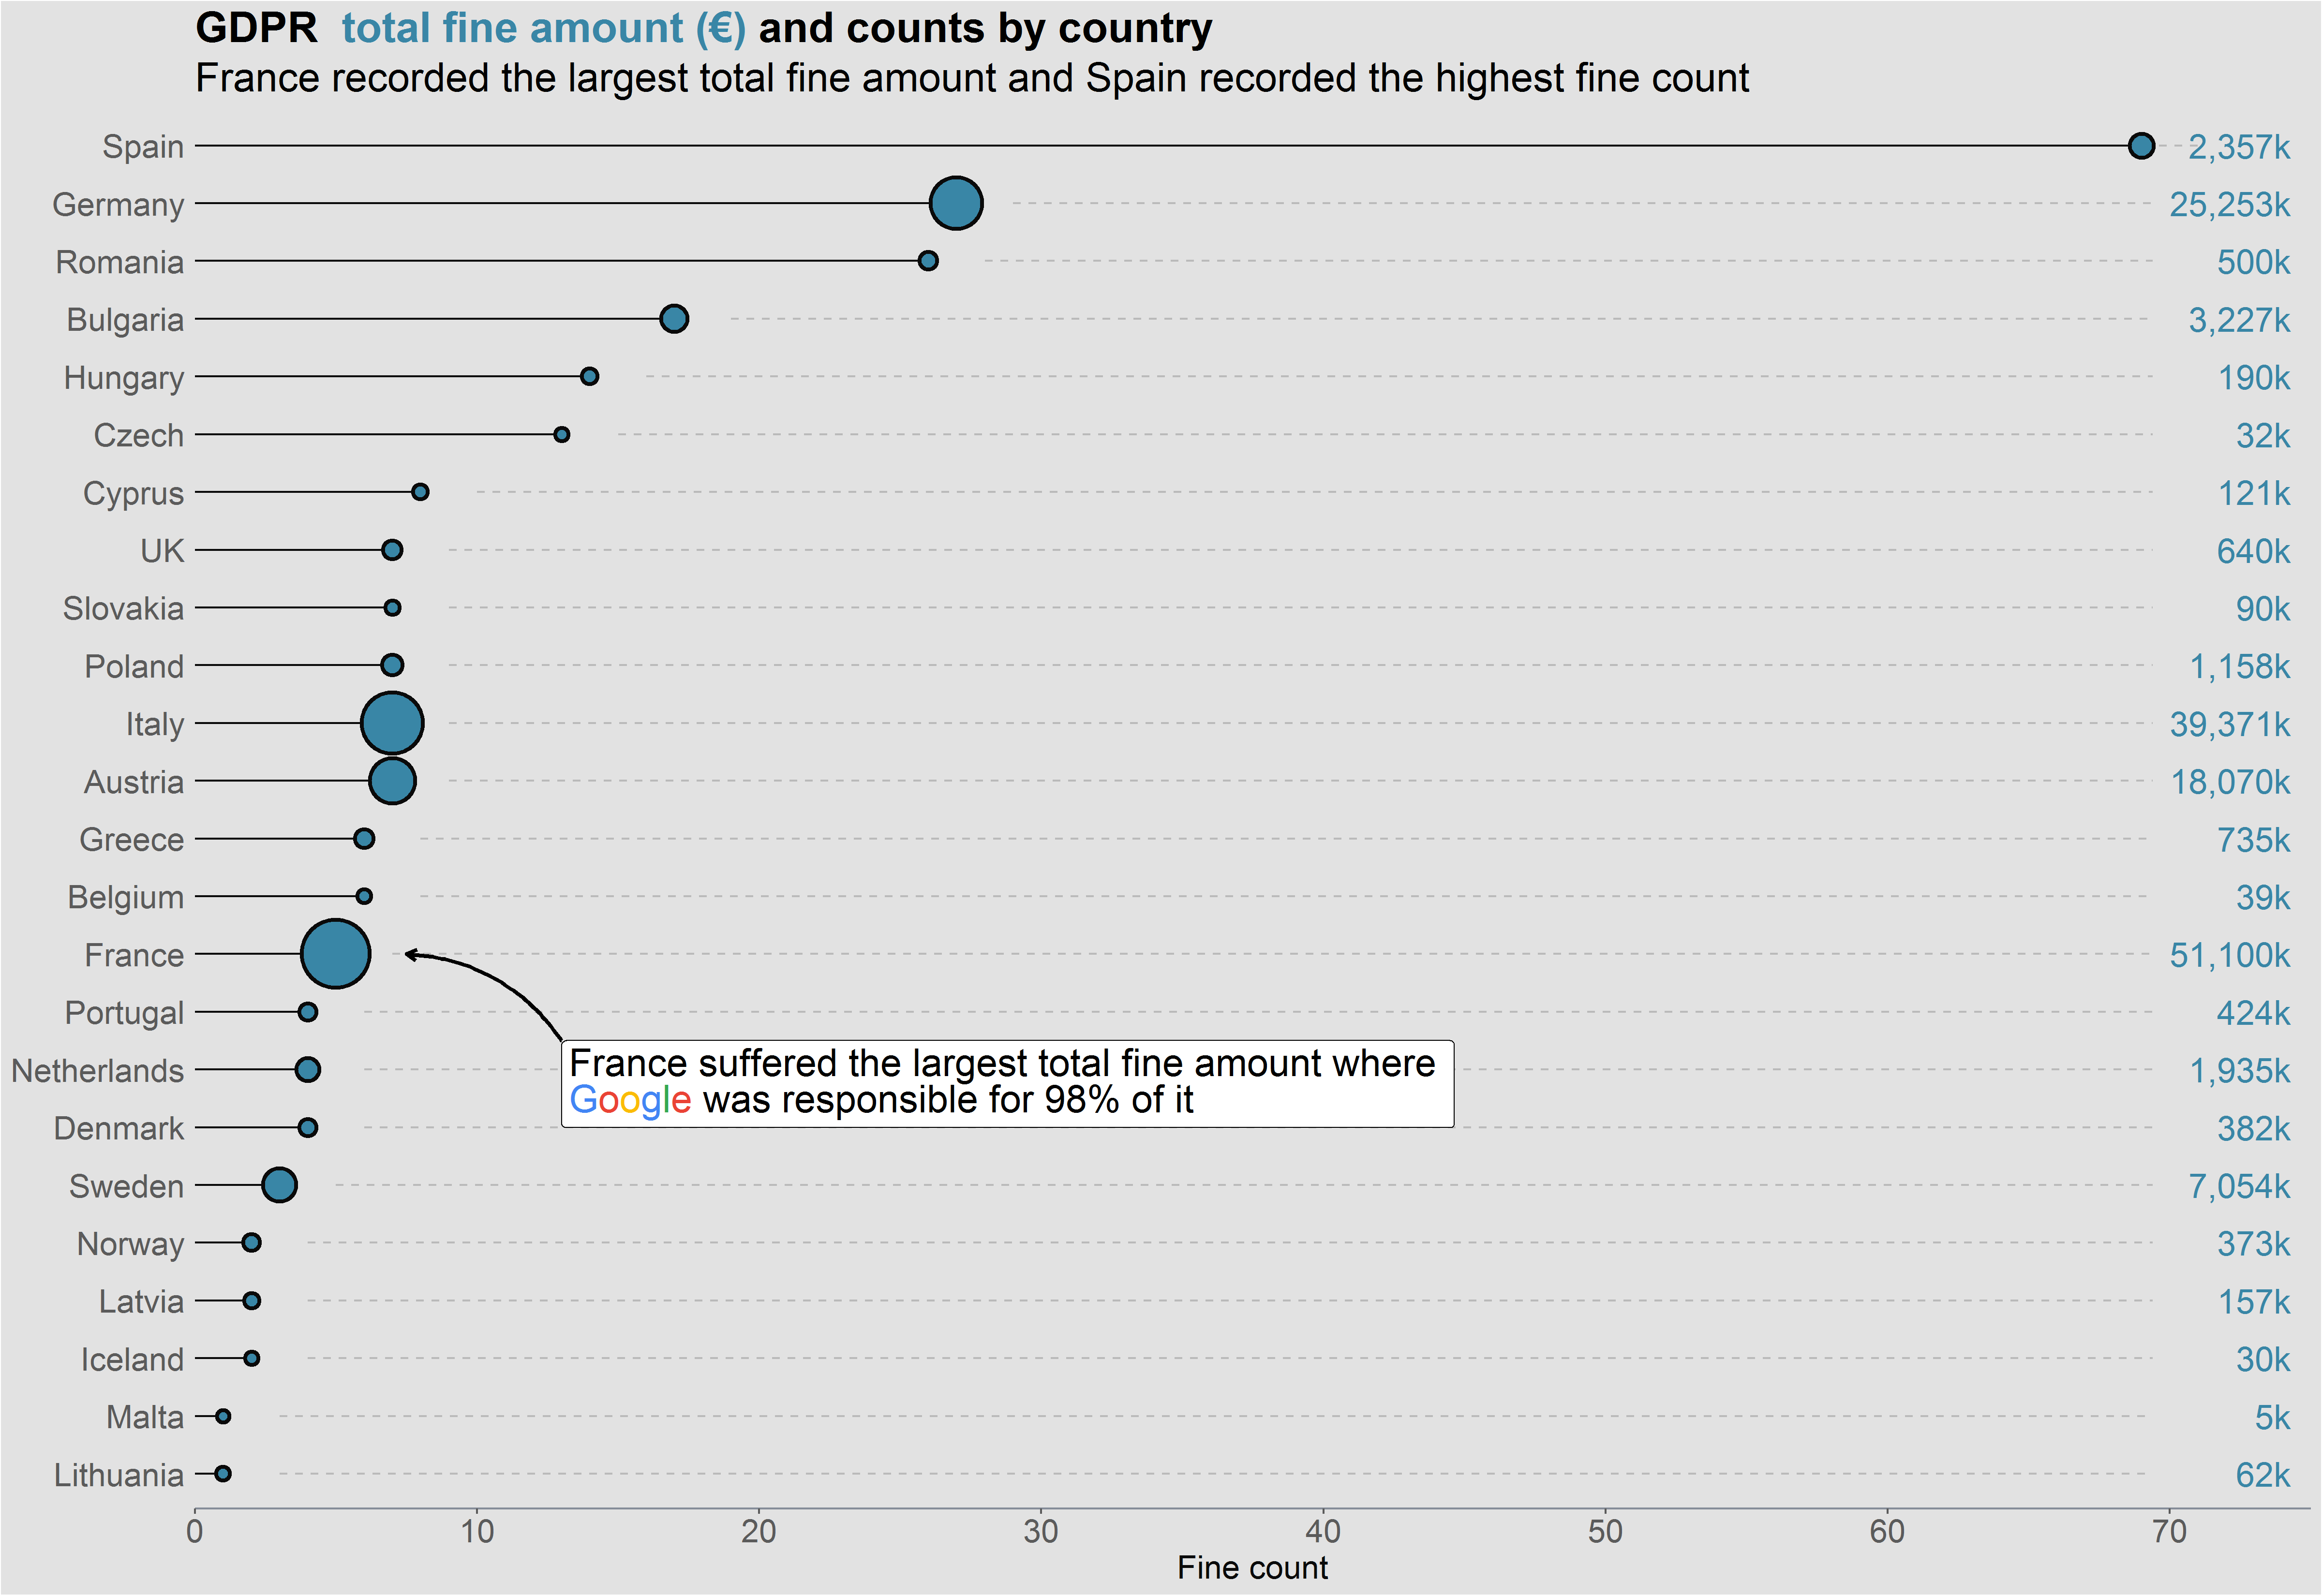 GDPR total fine amount (€) and counts by country
France recorded the largest total fine amount and Spain recorded the highest fine count
Spain 2,357k
Germany 25,253k
Romania 500k
Bulgaria 3,227k
Hungary 190k
Czech 32k
Cyprus 121k
UK 640k
Slovakia 90k
Poland 1,158k
Italy 39,371k
Austria 18,070k
Greece 735k
Belgium 39k
France 51,100k
Portugal 424k
France suffered the largest total fine amount where
Netherlands 1,935k
Google was responsible for 98% of it
Denmark 382k
Sweden 7,054k
Norway 373k
Latvia 157k
Iceland 30k
Malta 5k
Lithuania 62k
0 10 20 30 40 50 60 70
Fine count